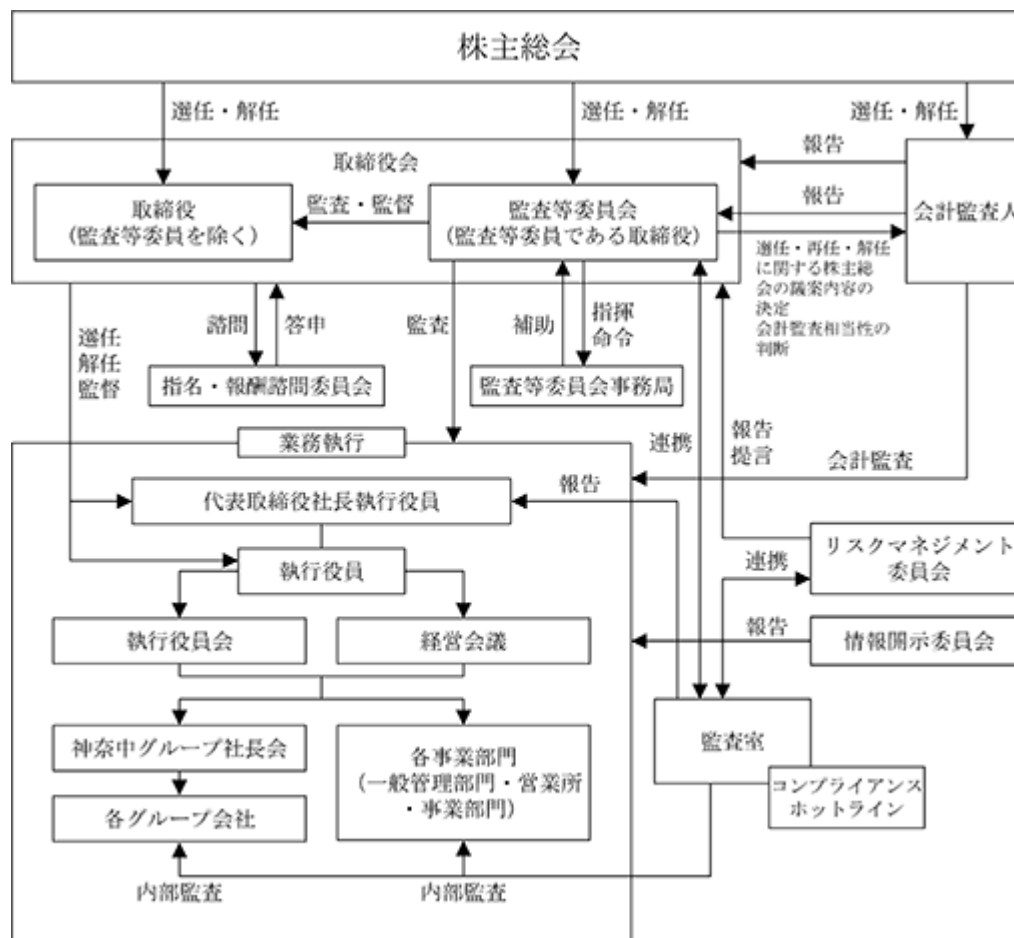 株主総会
選任・解任
選任・解任
選任・解任
取締役会
報告
取締役
(監査等委員を除く)
監査・監督
監査等委員会
(監査等委員である取締役)
報告
会計監査人
選任・再任・解任
に関する株主総
会の議案内容の
決定
会計監査相当性の
判断
選任
解任
監督
諮問
答申
監査
補助
指揮
命令
指名・報酬諮問委員会
監査等委員会事務局
業務執行
連携
報告
提言
会計監査
代表取締役社長執行役員
報告
リスクマネジメント
委員会
執行役員
連携
執行役員会
経営会議
報告
情報開示委員会
神奈中グループ社長会
各事業部門
(一般管理部門・営業所
・事業部門)
監査室
各グループ会社
コンプライアンス
ホットライン
内部監査
内部監査